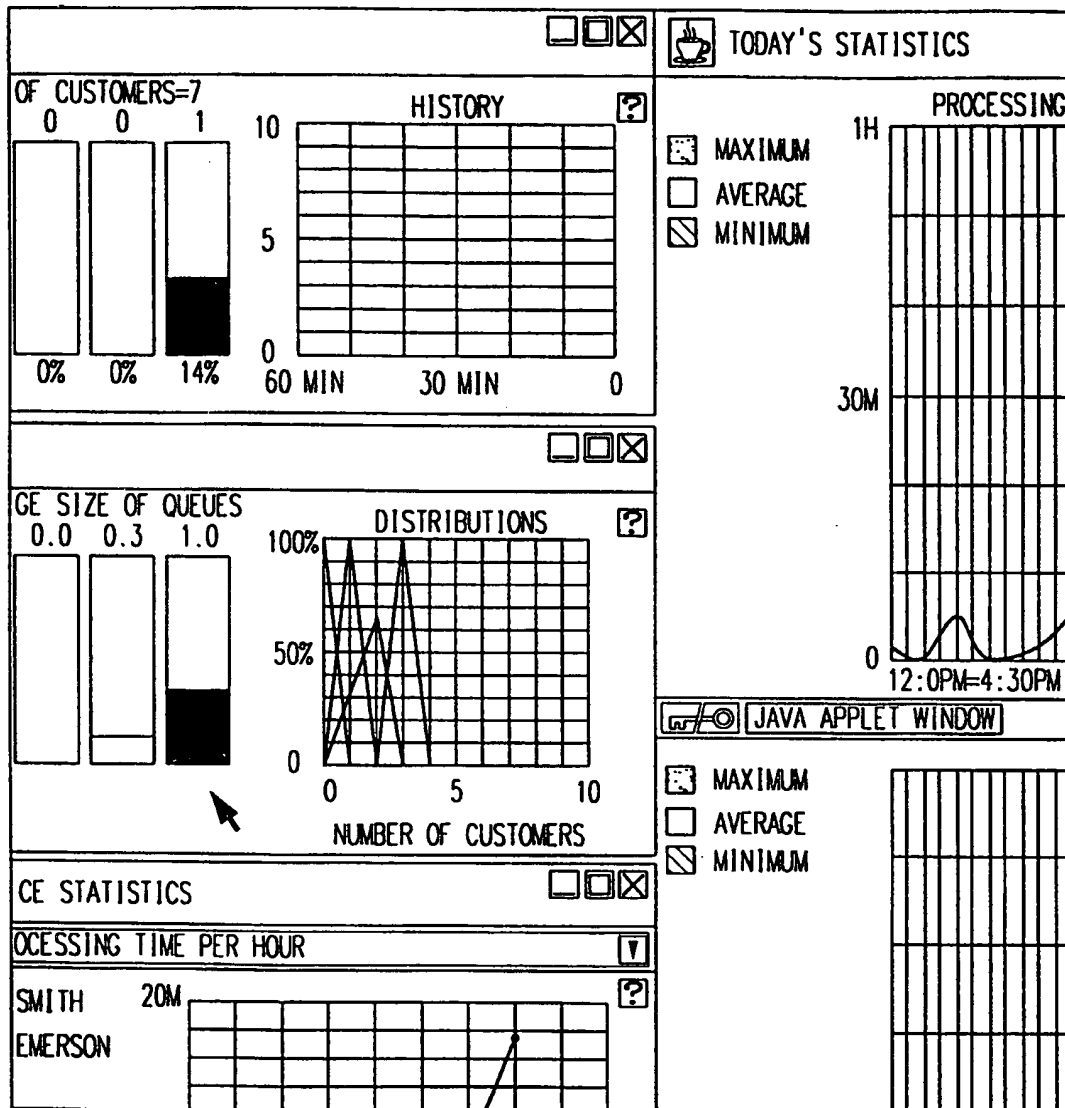 OF CUSTOMERS=7
0 0 1
0% 0% 14%
HISTORY
?
10
5
0
60 MIN 30 MIN 0
GE SIZE OF QUEUES
0.0 0.3 1.0
DISTRIBUTIONS
?
100%
50%
0
0 5 10
NUMBER OF CUSTOMERS
CE STATISTICS
OCESSING TIME PER HOUR
SMITH
EMERSON
20M
?
TODAY'S STATISTICS
PROCESSING
MAXIMUM
AVERAGE
MINIMUM
1H
30M
0
12:0PM=4:30PM
JAVA APPLET WINDOW
MAXIMUM
AVERAGE
MINIMUM